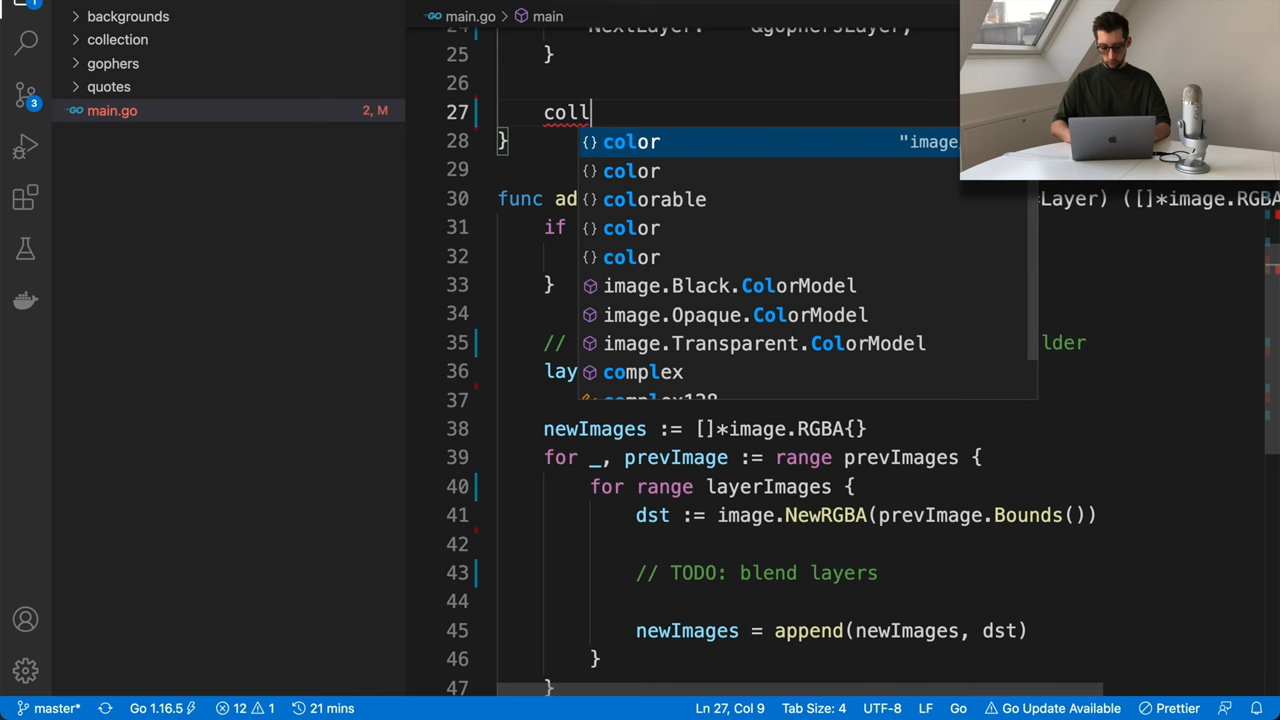 1
backgrounds
collection
gophers
quotes
main.go 2, M
3
main.go > main
24 NextLayer: &gophersLayer,
25 }
26
27 coll
28 }
color "image
color
colorable
color
color
image.Black.ColorModel
image.Opaque.ColorModel
image.Transparent.ColorModel
complex
complex128
29
30 func ad Layer) ([]*image.RGBA
31 if
32
33 }
34
35 // lder
36 lay
37
38 newImages := []*image.RGBA{}
39 for _, prevImage := range prevImages {
40 for range layerImages {
41 dst := image.NewRGBA(prevImage.Bounds())
42
43 // TODO: blend layers
44
45 newImages = append(newImages, dst)
46 }
47 }
master* Go 1.16.5 12 1 21 mins Ln 27, Col 9 Tab Size: 4 UTF-8 LF Go Go Update Available Prettier